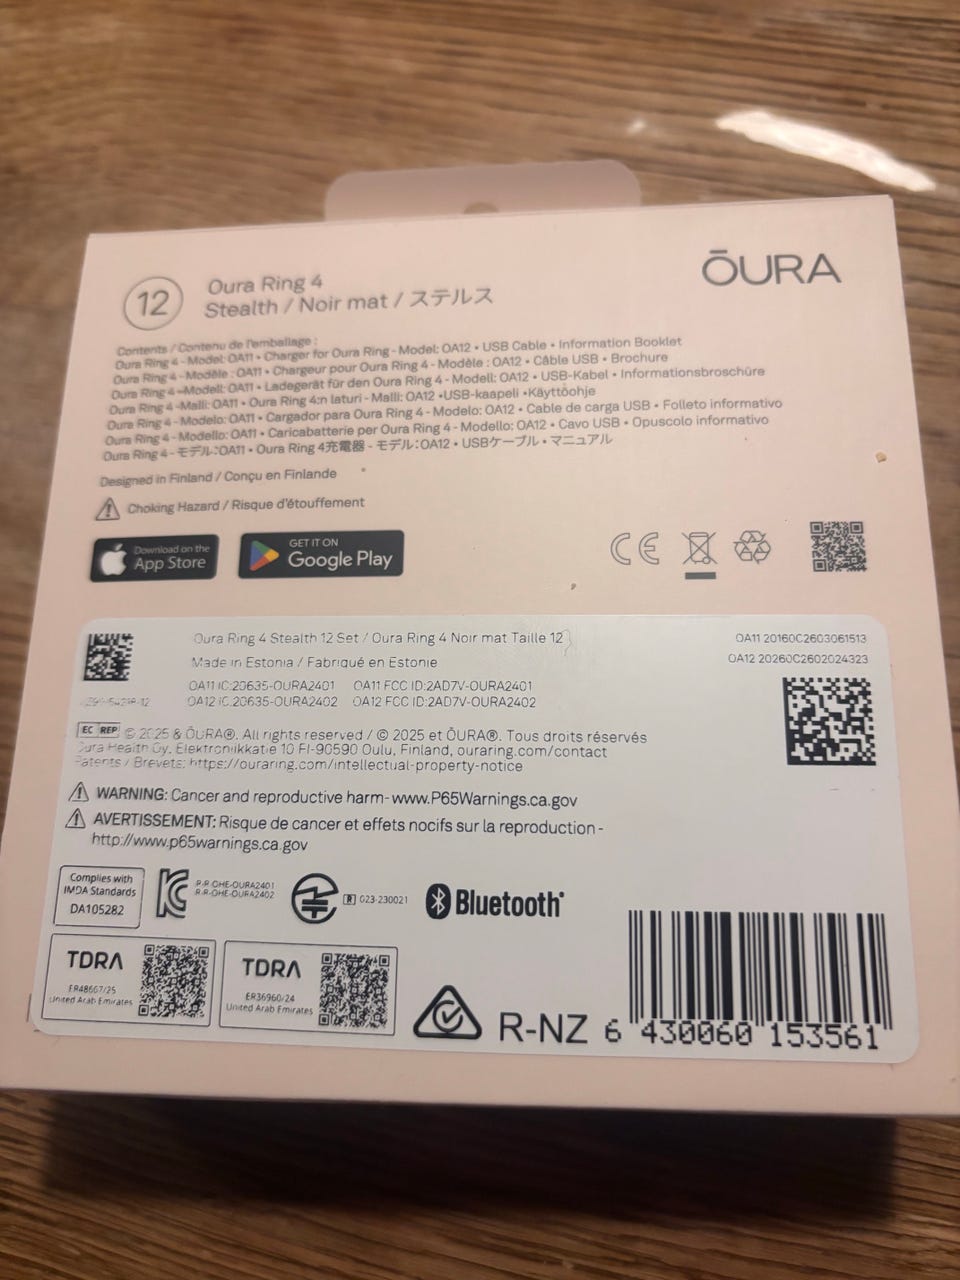 12
Oura Ring 4
Stealth / Noir mat / ステルス
ŌURA
Contents / Contenu de l'emballage :
Oura Ring 4 - Model: OA11 • Charger for Oura Ring - Model: OA12 • USB Cable • Information Booklet
Oura Ring 4 - Modèle : OA11 • Chargeur pour Oura Ring 4 - Modèle : OA12 • Câble USB • Brochure
Oura Ring 4 -Modell: OA11 • Ladegerät für den Oura Ring 4 - Modell: OA12 • USB-Kabel • Informationsbroschüre
Oura Ring 4 -Malli: OA11 • Oura Ring 4:n laturi - Malli: OA12 •USB-kaapeli •Käyttöohje
Oura Ring 4 - Modelo: OA11 • Cargador para Oura Ring 4 - Modelo: OA12 • Cable de carga USB • Folleto informativo
Oura Ring 4 - Modello: OA11 • Caricabatterie per Oura Ring 4 - Modello: OA12 • Cavo USB • Opuscolo informativo
Oura Ring 4 - モデル:OA11 • Oura Ring 4充電器 - モデル:OA12 • USBケーブル • マニュアル
Designed in Finland / Conçu en Finlande
Choking Hazard / Risque d'étouffement
Download on the
App Store
GET IT ON
Google Play
CE
Oura Ring 4 Stealth 12 Set / Oura Ring 4 Noir mat Taille 12
Made in Estonia / Fabriqué en Estonie
OA11 20160C2603061513
OA12 20260C2602024323
OA11 IC:20635-OURA2401 OA11 FCC ID:2AD7V-OURA2401
OA12 IC:20635-OURA2402 OA12 FCC ID:2AD7V-OURA2402
EC REP © 2025 & ŌURA®. All rights reserved / © 2025 et ŌURA®. Tous droits réservés
Oura Health Oy. Elektroniikkatie 10 FI-90590 Oulu, Finland, ouraring.com/contact
Patents / Brevets: https://ouraring.com/intellectual-property-notice
WARNING: Cancer and reproductive harm-www.P65Warnings.ca.gov
AVERTISSEMENT: Risque de cancer et effets nocifs sur la reproduction -
http://www.p65warnings.ca.gov
Complies with
IMDA Standards
DA105282
R-R-OHE-OURA2401
R-R-OHE-OURA2402
R 023-230021
Bluetooth
TDRA
ER48667/25
United Arab Emirates
TDRA
ER36960/24
United Arab Emirates
R-NZ
6 430060 153561